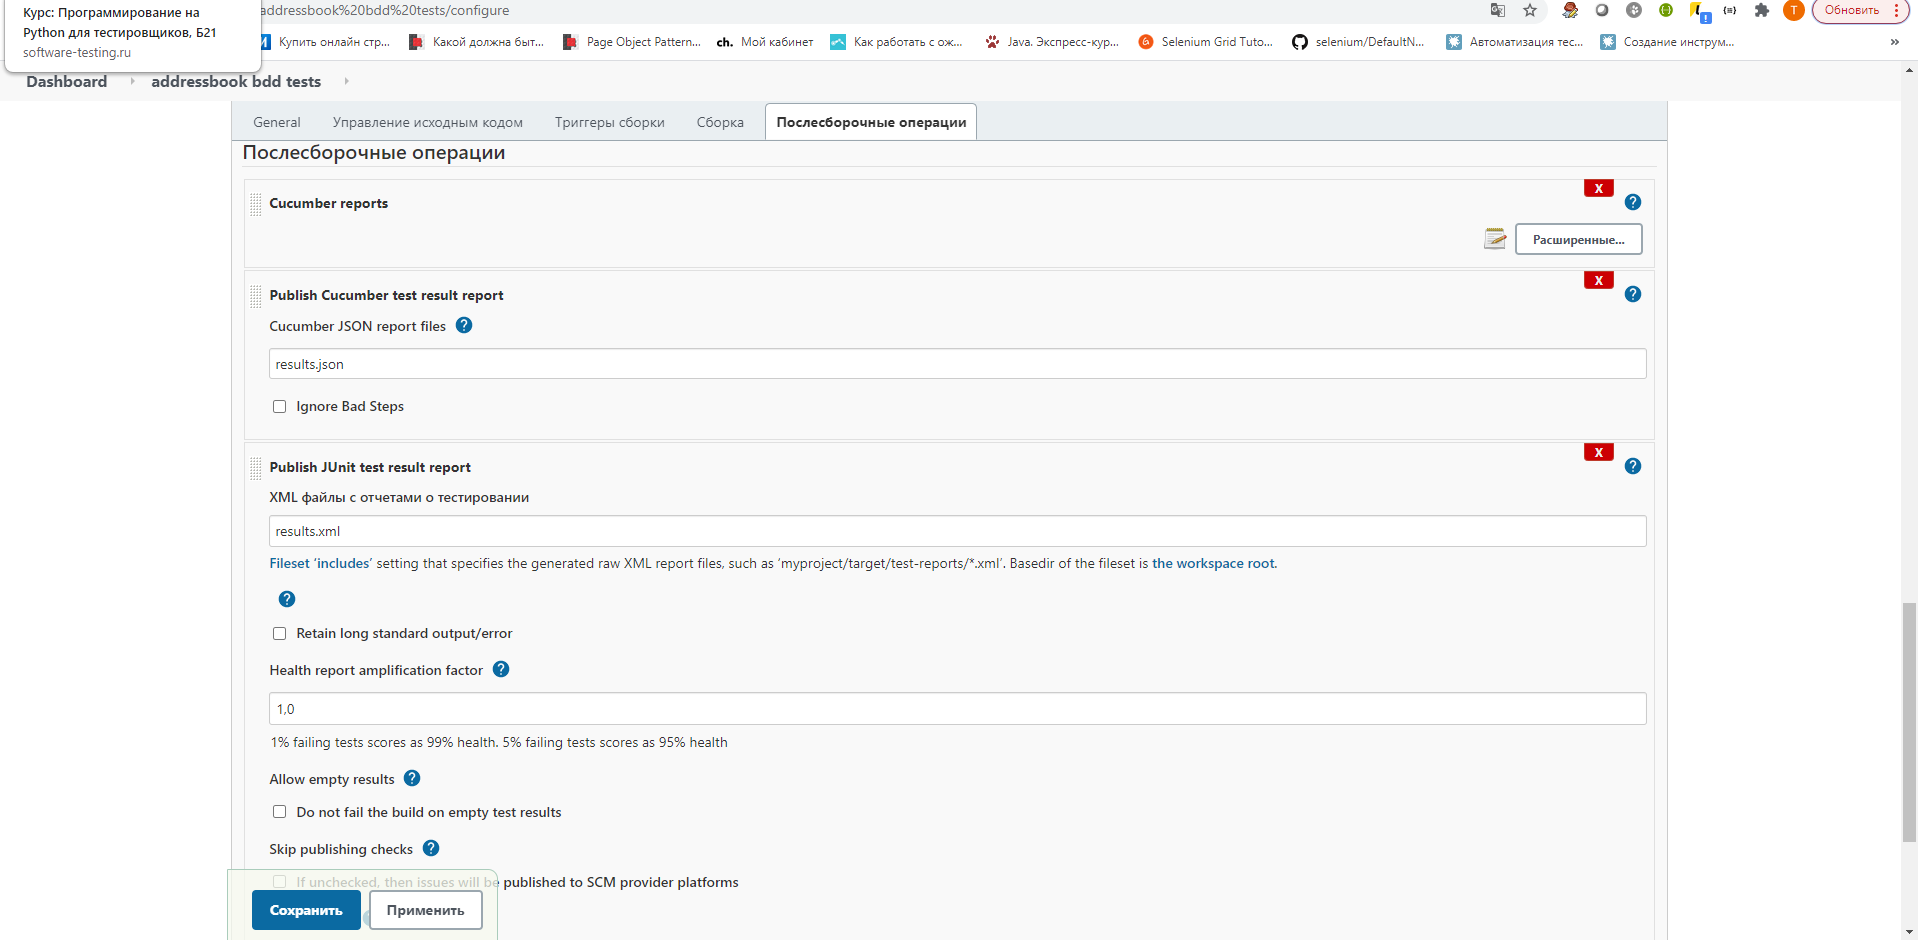 Курс: Программирование на
Python для тестировщиков, Б21
software-testing.ru
addressbook%20bdd%20tests/configure
T
Обновить
Купить онлайн стр...
Какой должна быт...
Page Object Pattern...
ch. Мой кабинет
Как работать с ож...
Java. Экспресс-кур...
Selenium Grid Tuto...
selenium/DefaultN...
Автоматизация тес...
Создание инструм...
»
Dashboard
addressbook bdd tests
General
Управление исходным кодом
Триггеры сборки
Сборка
Послесборочные операции
Послесборочные операции
X
Cucumber reports
?
Расширенные...
X
Publish Cucumber test result report
?
Cucumber JSON report files ?
results.json
Ignore Bad Steps
X
Publish JUnit test result report
?
XML файлы с отчетами о тестировании
results.xml
Fileset ‘includes’ setting that specifies the generated raw XML report files, such as ‘myproject/target/test-reports/*.xml’. Basedir of the fileset is the workspace root.
?
Retain long standard output/error
Health report amplification factor ?
1,0
1% failing tests scores as 99% health. 5% failing tests scores as 95% health
Allow empty results ?
Do not fail the build on empty test results
Skip publishing checks ?
If unchecked, then issues will be published to SCM provider platforms
Сохранить
Применить